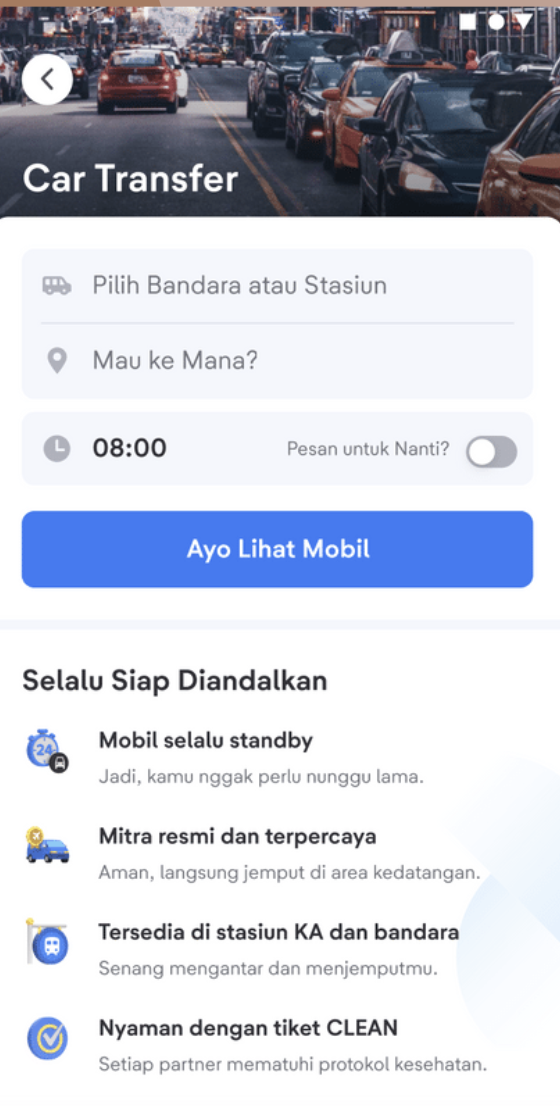 Car Transfer
Pilih Bandara atau Stasiun
Mau ke Mana?
08:00 Pesan untuk Nanti?
Ayo Lihat Mobil
Selalu Siap Diandalkan
24
Mobil selalu standby
Jadi, kamu nggak perlu nunggu lama.
Mitra resmi dan terpercaya
Aman, langsung jemput di area kedatangan.
Tersedia di stasiun KA dan bandara
Senang mengantar dan menjemputmu.
Nyaman dengan tiket CLEAN
Setiap partner mematuhi protokol kesehatan.